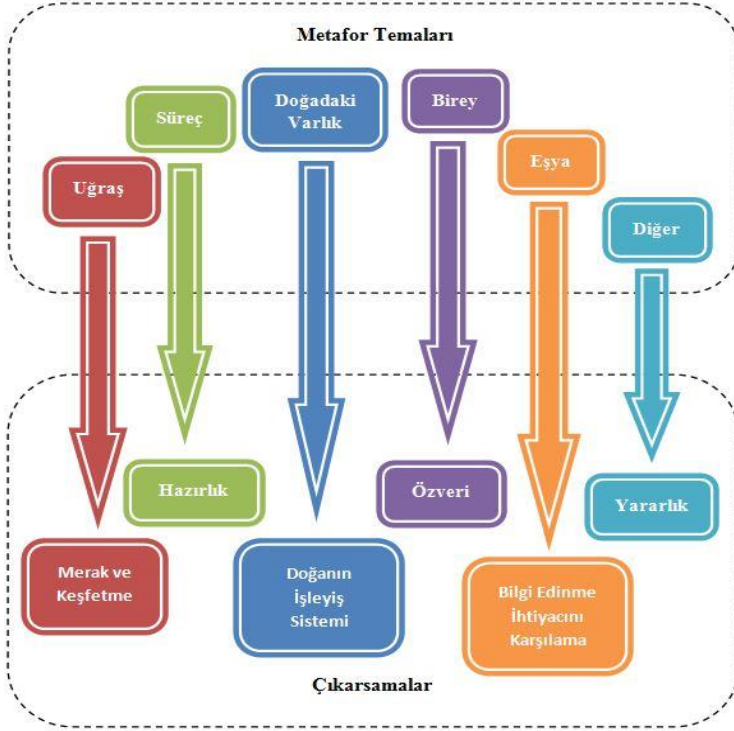 Metafor Temaları
Uğraş
Süreç
Doğadaki
Varlık
Birey
Eşya
Diğer
Merak ve
Keşfetme
Hazırlık
Doğanın
İşleyiş
Sistemi
Özveri
Bilgi Edinme
İhtiyacını
Karşılama
Yararlık
Çıkarsamalar